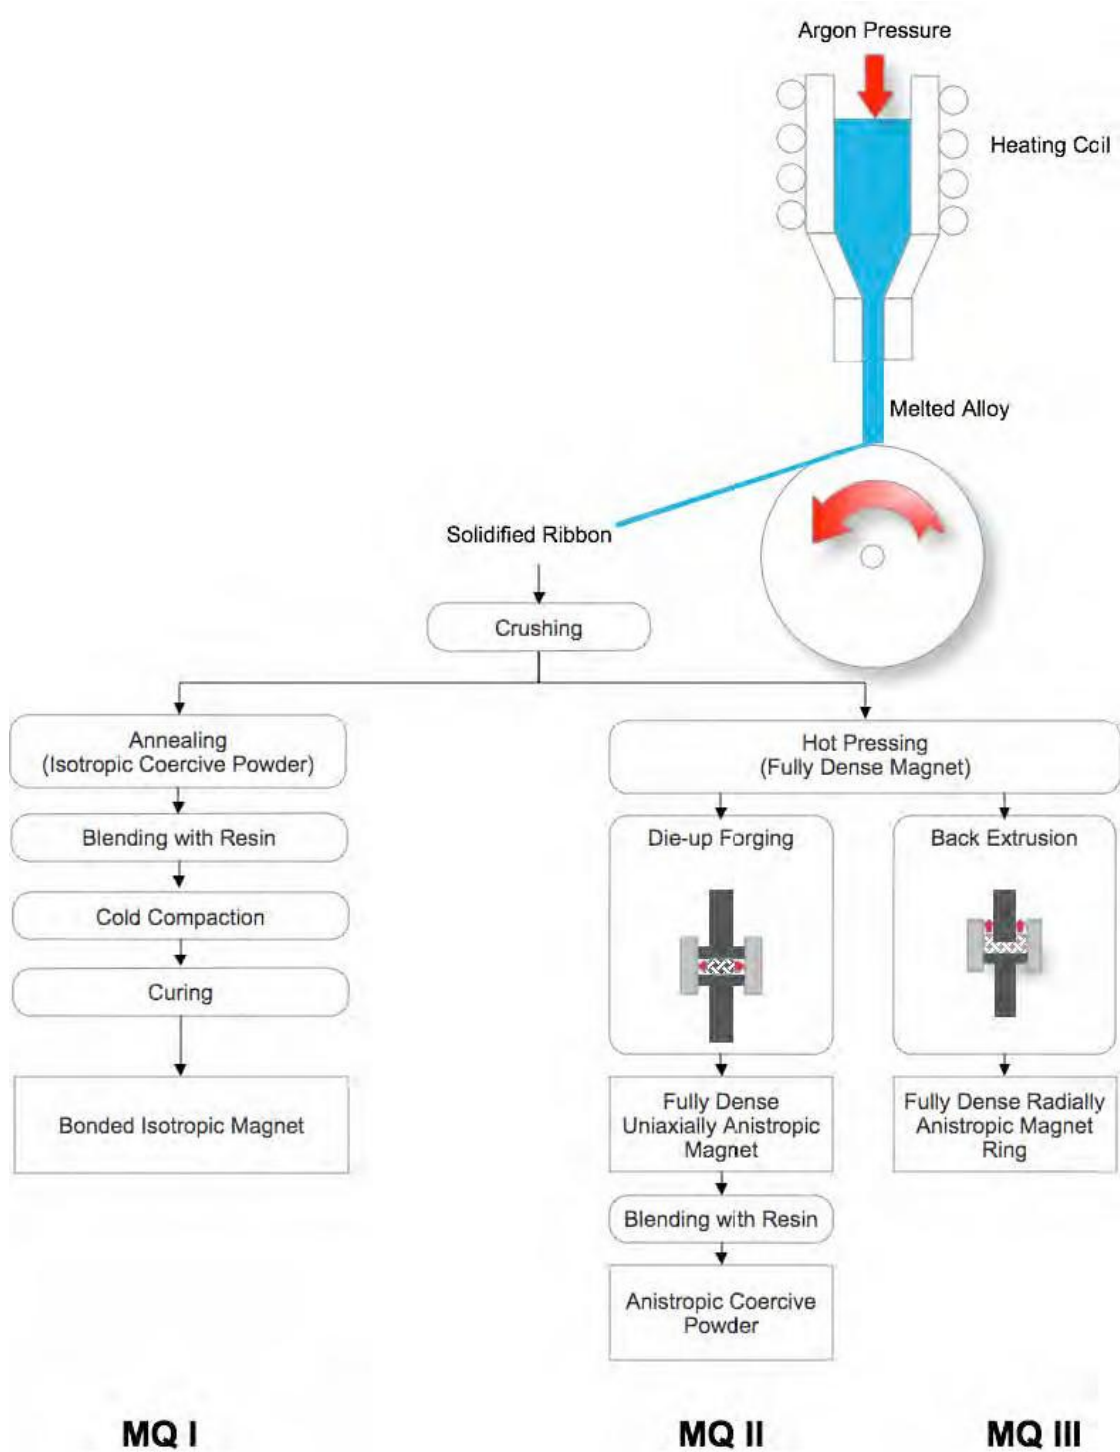 Argon Pressure
Heating Coil
Melted Alloy
Solidified Ribbon
Crushing
Annealing
(Isotropic Coercive Powder)
Blending with Resin
Cold Compaction
Curing
Bonded Isotropic Magnet
Hot Pressing
(Fully Dense Magnet)
Die-up Forging
Back Extrusion
Fully Dense
Uniaxially Anistropic
Magnet
Fully Dense Radially
Anistropic Magnet
Ring
Blending with Resin
Anistropic Coercive
Powder
MQ I
MQ II
MQ III